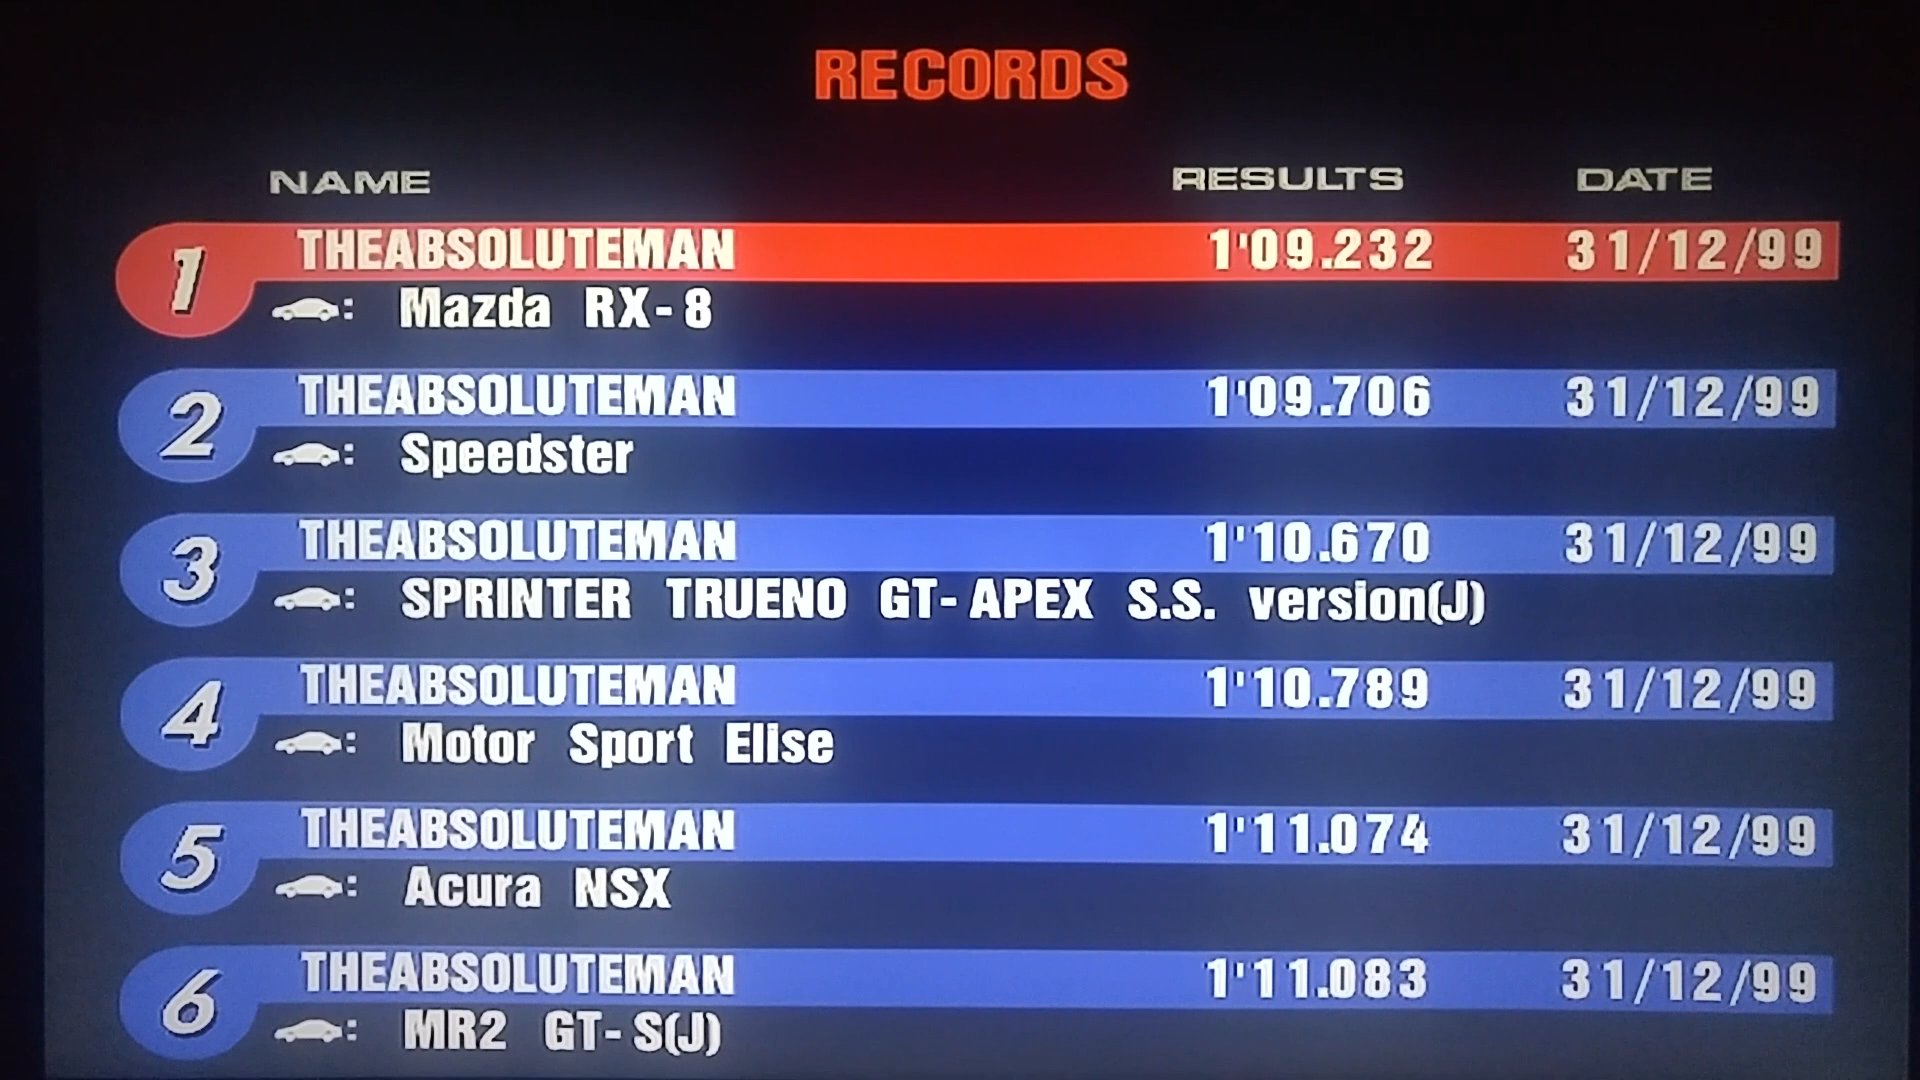 RECORDS
NAME RESULTS DATE
1 THEABSOLUTEMAN 1'09.232 31/12/99
: Mazda RX-8
2 THEABSOLUTEMAN 1'09.706 31/12/99
: Speedster
3 THEABSOLUTEMAN 1'10.670 31/12/99
: SPRINTER TRUENO GT-APEX S.S. version(J)
4 THEABSOLUTEMAN 1'10.789 31/12/99
: Motor Sport Elise
5 THEABSOLUTEMAN 1'11.074 31/12/99
: Acura NSX
6 THEABSOLUTEMAN 1'11.083 31/12/99
: MR2 GT-S(J)